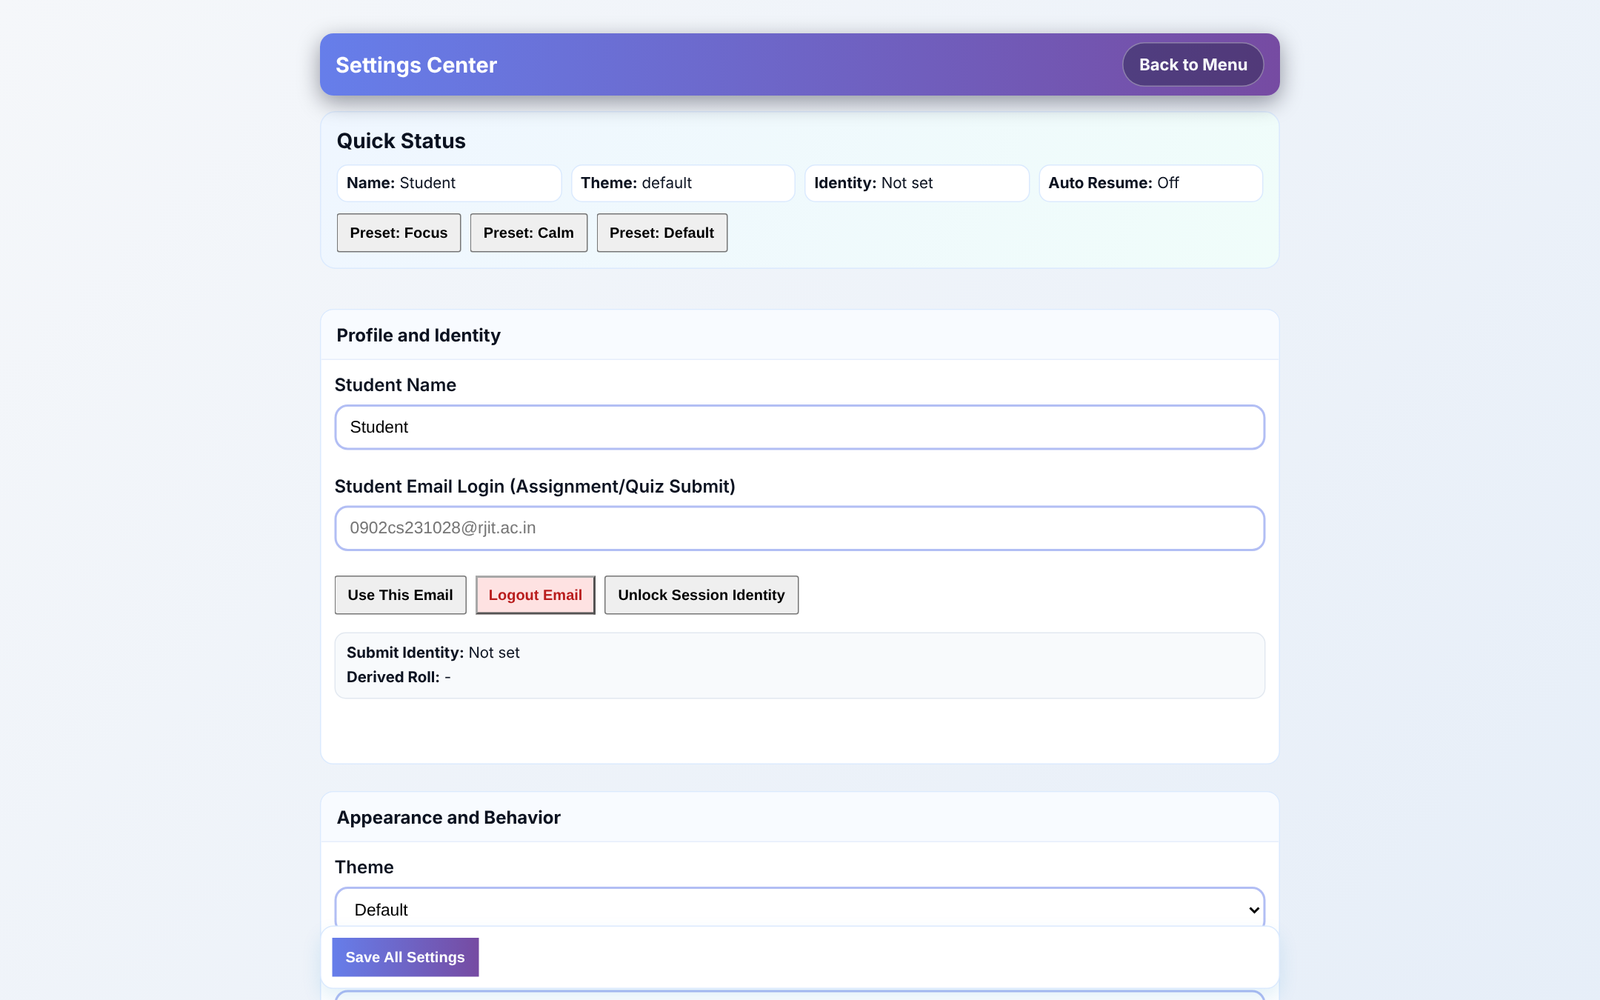 Settings Center
Back to Menu
Quick Status
Name: Student
Theme: default
Identity: Not set
Auto Resume: Off
Preset: Focus
Preset: Calm
Preset: Default
Profile and Identity
Student Name
Student
Student Email Login (Assignment/Quiz Submit)
0902cs231028@rjit.ac.in
Use This Email
Logout Email
Unlock Session Identity
Submit Identity: Not set
Derived Roll: -
Appearance and Behavior
Theme
Default
Save All Settings